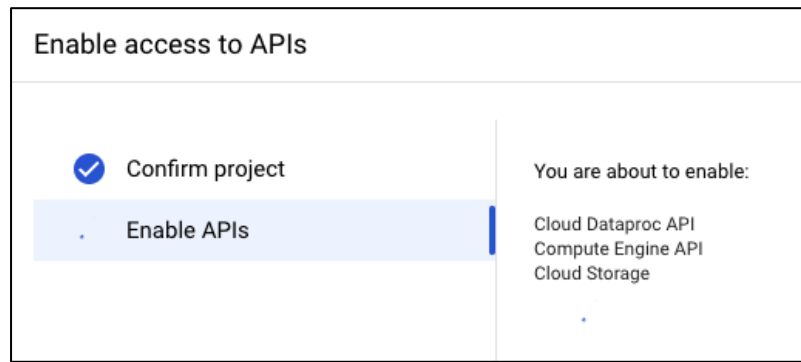 Enable access to APIs
Confirm project
Enable APIs
You are about to enable:
Cloud Dataproc API
Compute Engine API
Cloud Storage